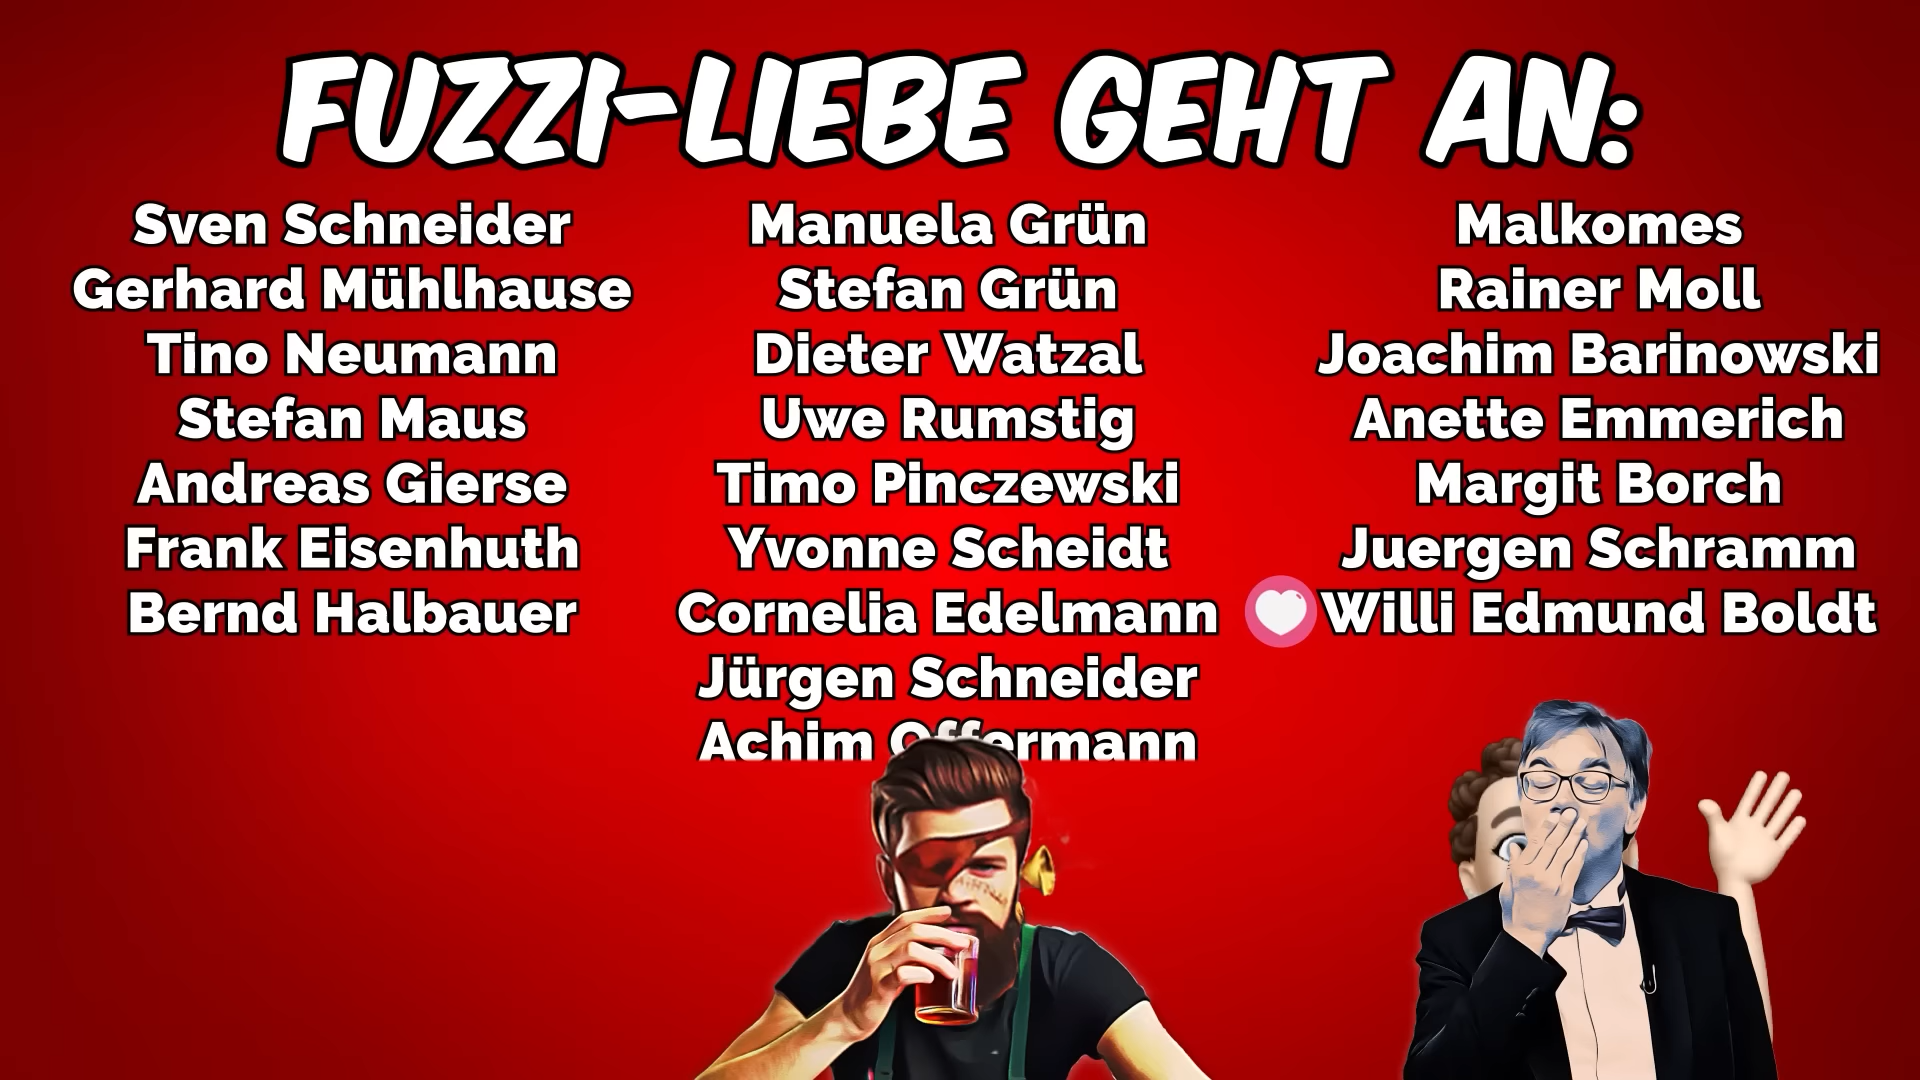 FUZZI-LIEBE GEHT AN:
Sven Schneider
Gerhard Mühlhause
Tino Neumann
Stefan Maus
Andreas Gierse
Frank Eisenhuth
Bernd Halbauer
Manuela Grün
Stefan Grün
Dieter Watzal
Uwe Rumstig
Timo Pinczewski
Yvonne Scheidt
Cornelia Edelmann
Jürgen Schneider
Achim Offermann
Malkomes
Rainer Moll
Joachim Barinowski
Anette Emmerich
Margit Borch
Juergen Schramm
Willi Edmund Boldt